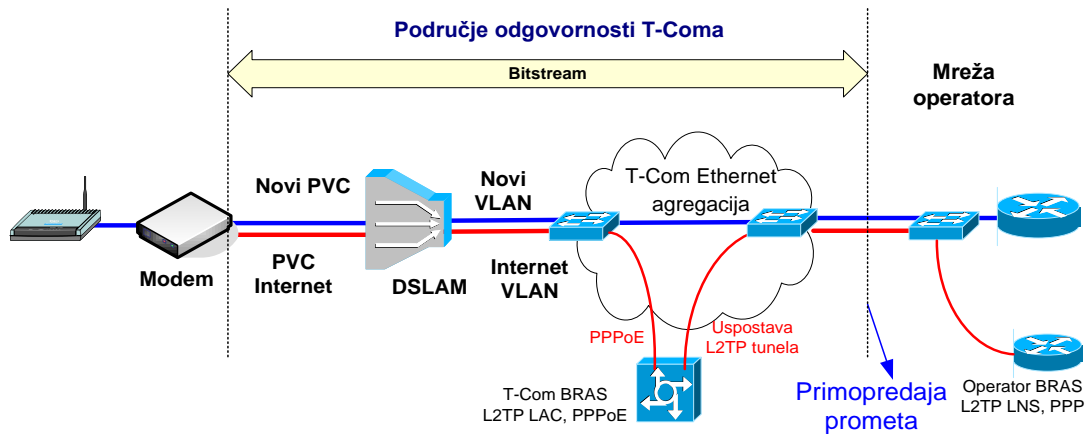 Područje odgovornosti T-Coma
Bitstream
Mreža
operatora
Novi PVC
Novi
VLAN
T-Com Ethernet
agregacija
Modem
PVC
Internet
DSLAM
Internet
VLAN
PPPoE
Uspostava
L2TP tunela
T-Com BRAS
L2TP LAC, PPPoE
Primopredaja
prometa
Operator BRAS
L2TP LNS, PPP